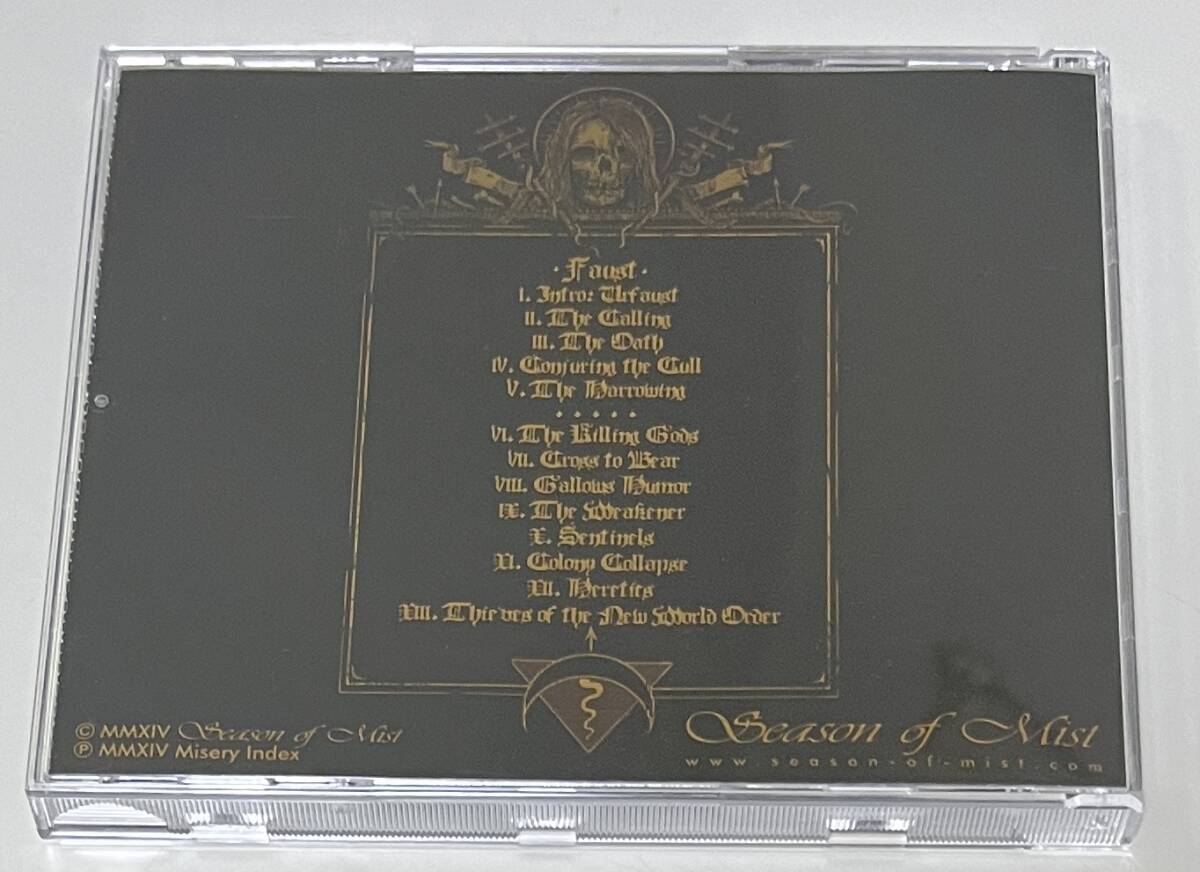 · Faust ·
I. Intro: Urfaust
II. The Calling
III. The Oath
IV. Conjuring the Cull
V. The Harrowing
· · · · ·
VI. The Killing Gods
VII. Cross to Bear
VIII. Gallows Humor
IX. The Weakener
X. Sentinels
XI. Colony Collapse
XII. Heretics
XIII. Thieves of the New World Order
© MMXIV Season of Mist
℗ MMXIV Misery Index
Season of Mist
www.season-of-mist.com